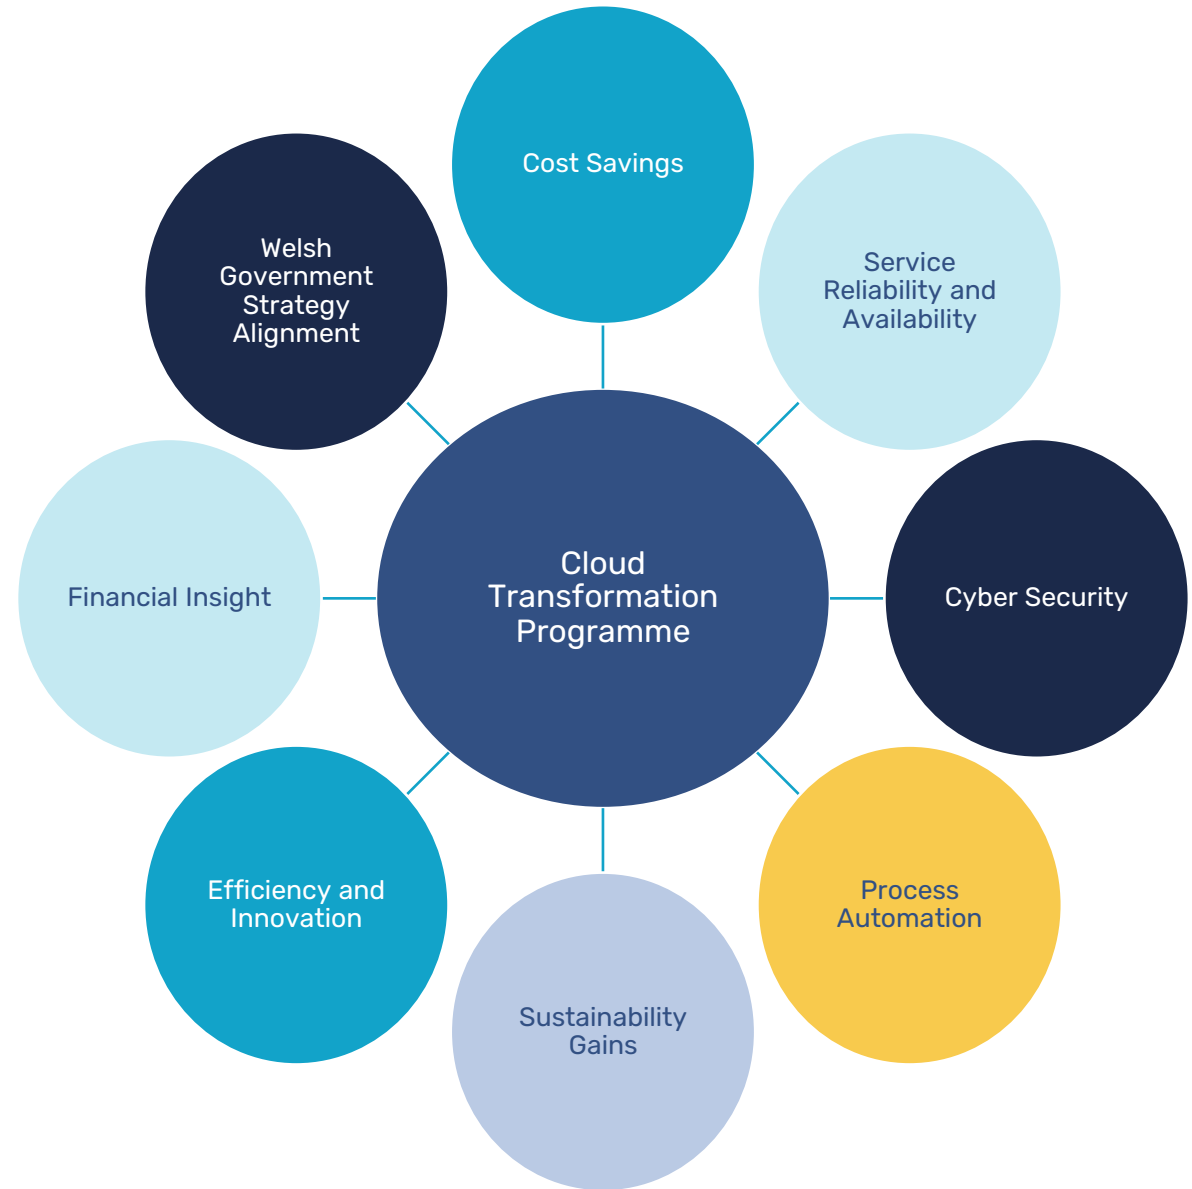 Cost Savings
Service
Reliability and
Availability
Cyber Security
Process
Automation
Sustainability
Gains
Efficiency and
Innovation
Financial Insight
Welsh
Government
Strategy
Alignment
Cloud
Transformation
Programme